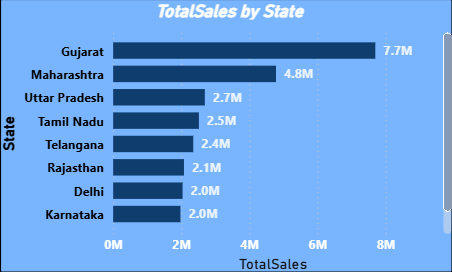 TotalSales by State
State
Gujarat 7.7M
Maharashtra 4.8M
Uttar Pradesh 2.7M
Tamil Nadu 2.5M
Telangana 2.4M
Rajasthan 2.1M
Delhi 2.0M
Karnataka 2.0M
0M 2M 4M 6M 8M
TotalSales